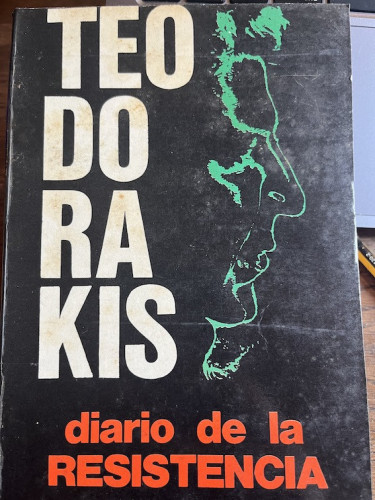 TEO
DO
RA
KIS
diario de la
RESISTENCIA